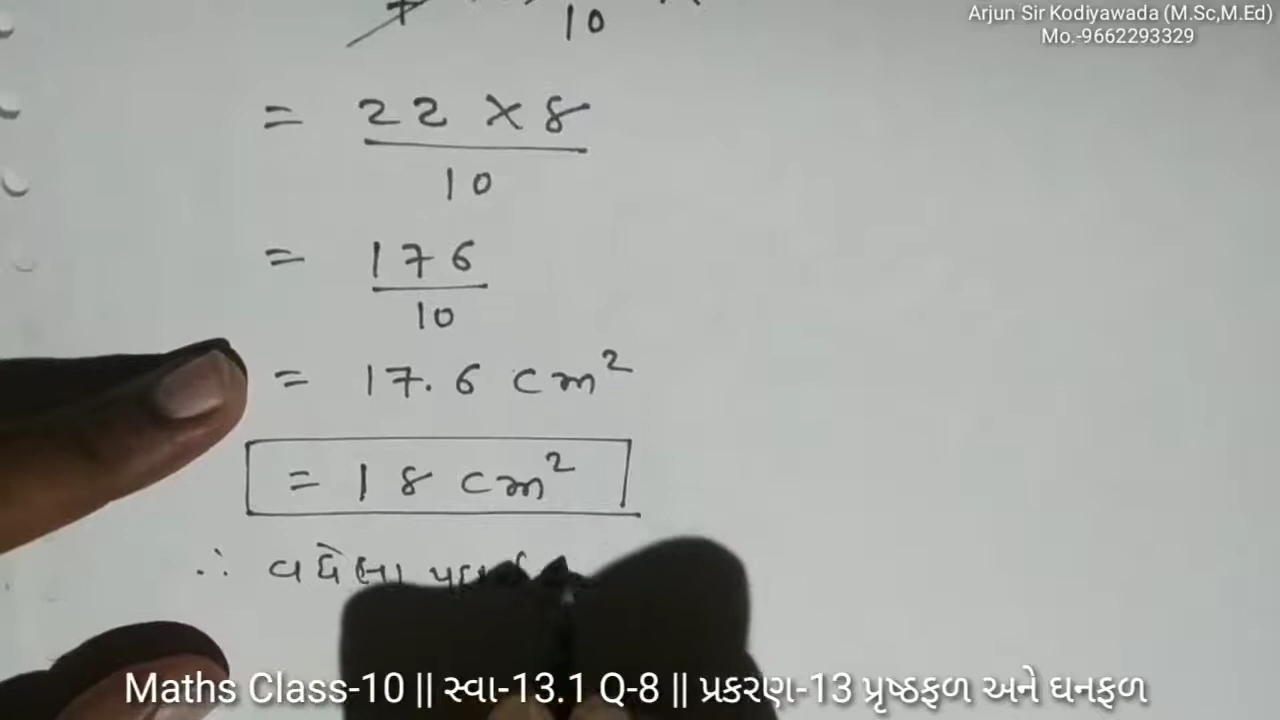 Arjun Sir Kodiyawada (M.Sc,M.Ed)
Mo.-9662293329
10
= 22 × 8
10
= 176
10
= 17.6 cm²
= 18 cm²
∴ વધેલા
Maths Class-10 || સ્વા-13.1 Q-8 || પ્રકરણ-13 પૃષ્ઠફળ અને ઘનફળ